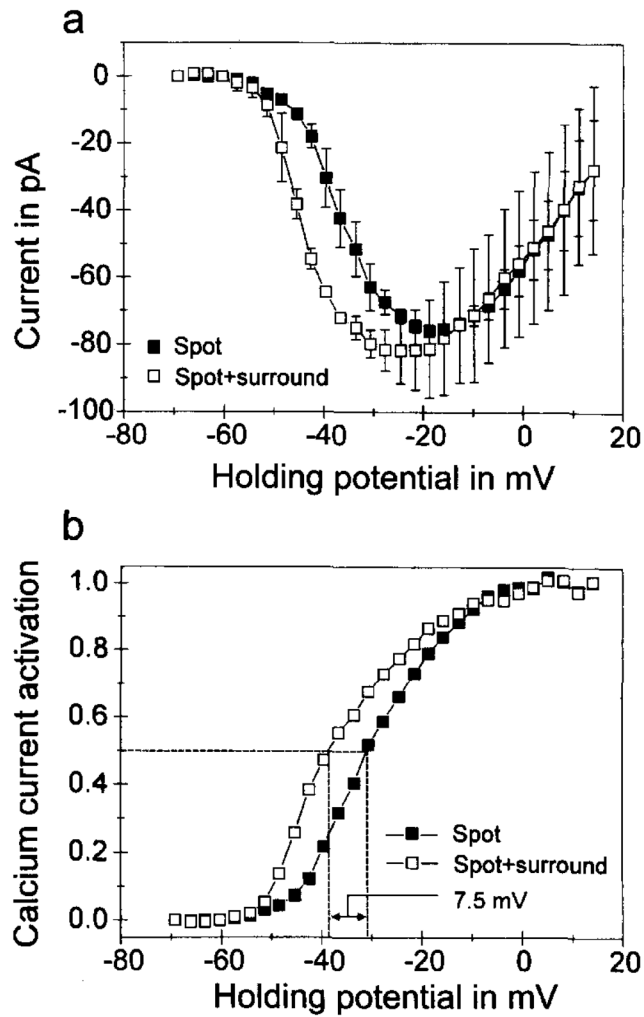 a
0
-20
-40
-60
-80
-100
Current in pA
Spot
Spot+surround
-80 -60 -40 -20 0 20
Holding potential in mV
b
1.0
0.8
0.6
0.4
0.2
0.0
Calcium current activation
Spot
Spot+surround
7.5 mV
-80 -60 -40 -20 0 20
Holding potential in mV